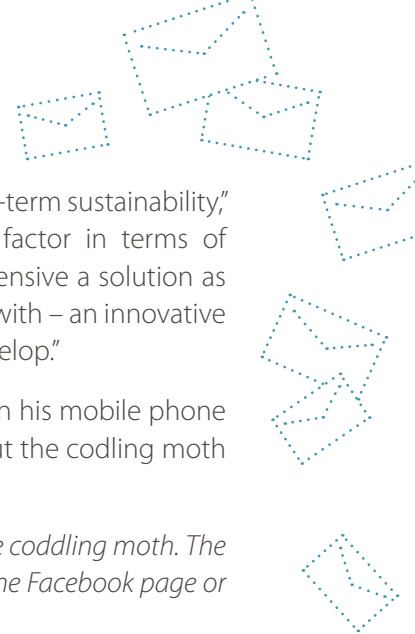 -term sustainability,”
factor in terms of
ensive a solution as
with – an innovative
elop.”
n his mobile phone
ut the codling moth
e coddling moth. The
ne Facebook page or